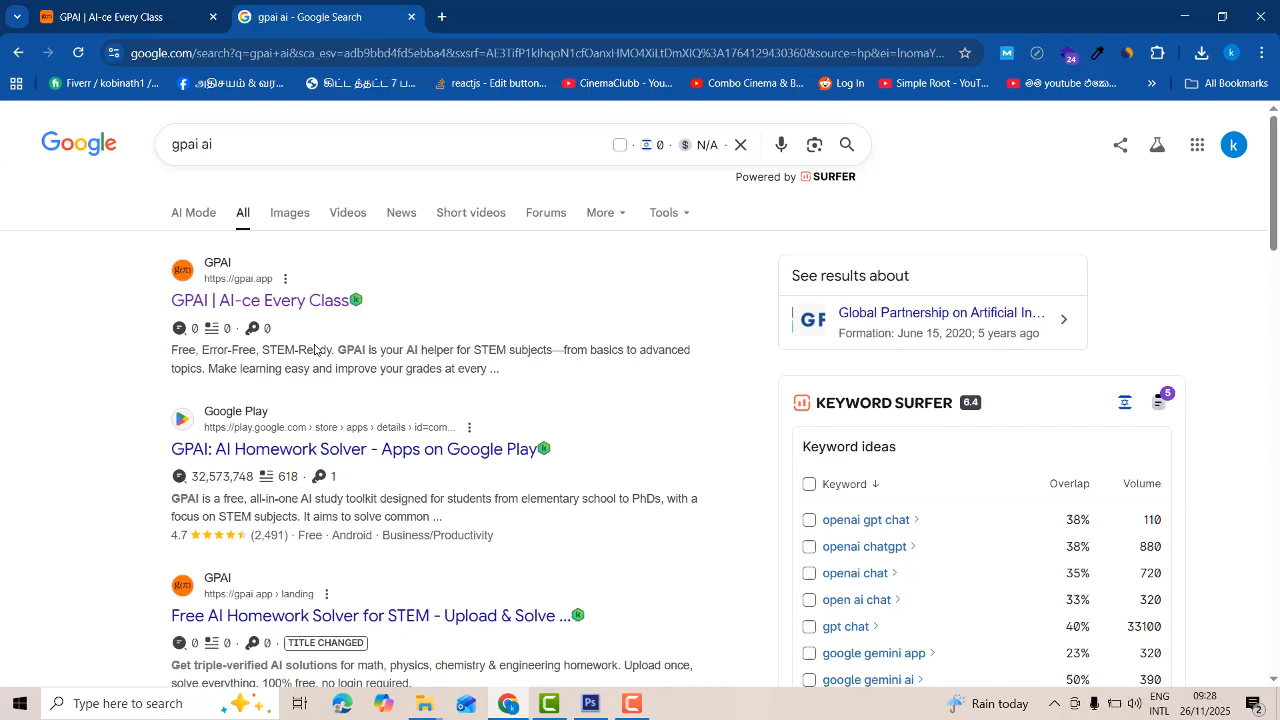 GPAI | AI-ce Every Class
gpai ai - Google Search
google.com/search?q=gpai ai&sca_esv=adb9bbd4fd5ebba4&sxsrf=AE3TifP1klhqoN1cfOantxHMO4XiLtDmXlQ%3A1764129430360&source=hp&ei=lnomaV...
24
Fiverr / kobinath1 / ...
அதிசயம் & வர...
திட்டத்திட்ட 7 ப...
reactjs - Edit button...
CinemaClubb - You...
Combo Cinema & B...
Log In
Simple Root - YouT...
මම youtube ක...
All Bookmarks
Google
gpai ai
0 · N/A ·
Powered by SURFER
AI Mode
All
Images
Videos
News
Short videos
Forums
More
Tools
k
GPAI
https://gpai.app
GPAI | AI-ce Every Class
0 0 · 0
Free, Error-Free, STEM-Ready. GPAI is your AI helper for STEM subjects—from basics to advanced
topics. Make learning easy and improve your grades at every ...
Google Play
https://play.google.com › store › apps › details › id=com...
GPAI: AI Homework Solver - Apps on Google Play
32,573,748 618 · 1
GPAI is a free, all-in-one AI study toolkit designed for students from elementary school to PhDs, with a
focus on STEM subjects. It aims to solve common ...
4.7 (2,491) · Free · Android · Business/Productivity
GPAI
https://gpai.app › landing
Free AI Homework Solver for STEM - Upload & Solve ...
0 0 · 0 TITLE CHANGED
Get triple-verified AI solutions for math, physics, chemistry & engineering homework. Upload once,
solve everything. 100% free, no login required.
See results about
GF
Global Partnership on Artificial In...
Formation: June 15, 2020; 5 years ago
KEYWORD SURFER 6.4
5
Keyword ideas
Keyword Overlap Volume
openai gpt chat 38% 110
openai chatgpt 38% 880
openai chat 35% 720
open ai chat 33% 320
gpt chat 40% 33100
google gemini app 23% 320
google gemini ai 50% 390
Type here to search
Rain today
ENG
INTL
09:28
26/11/2025
2